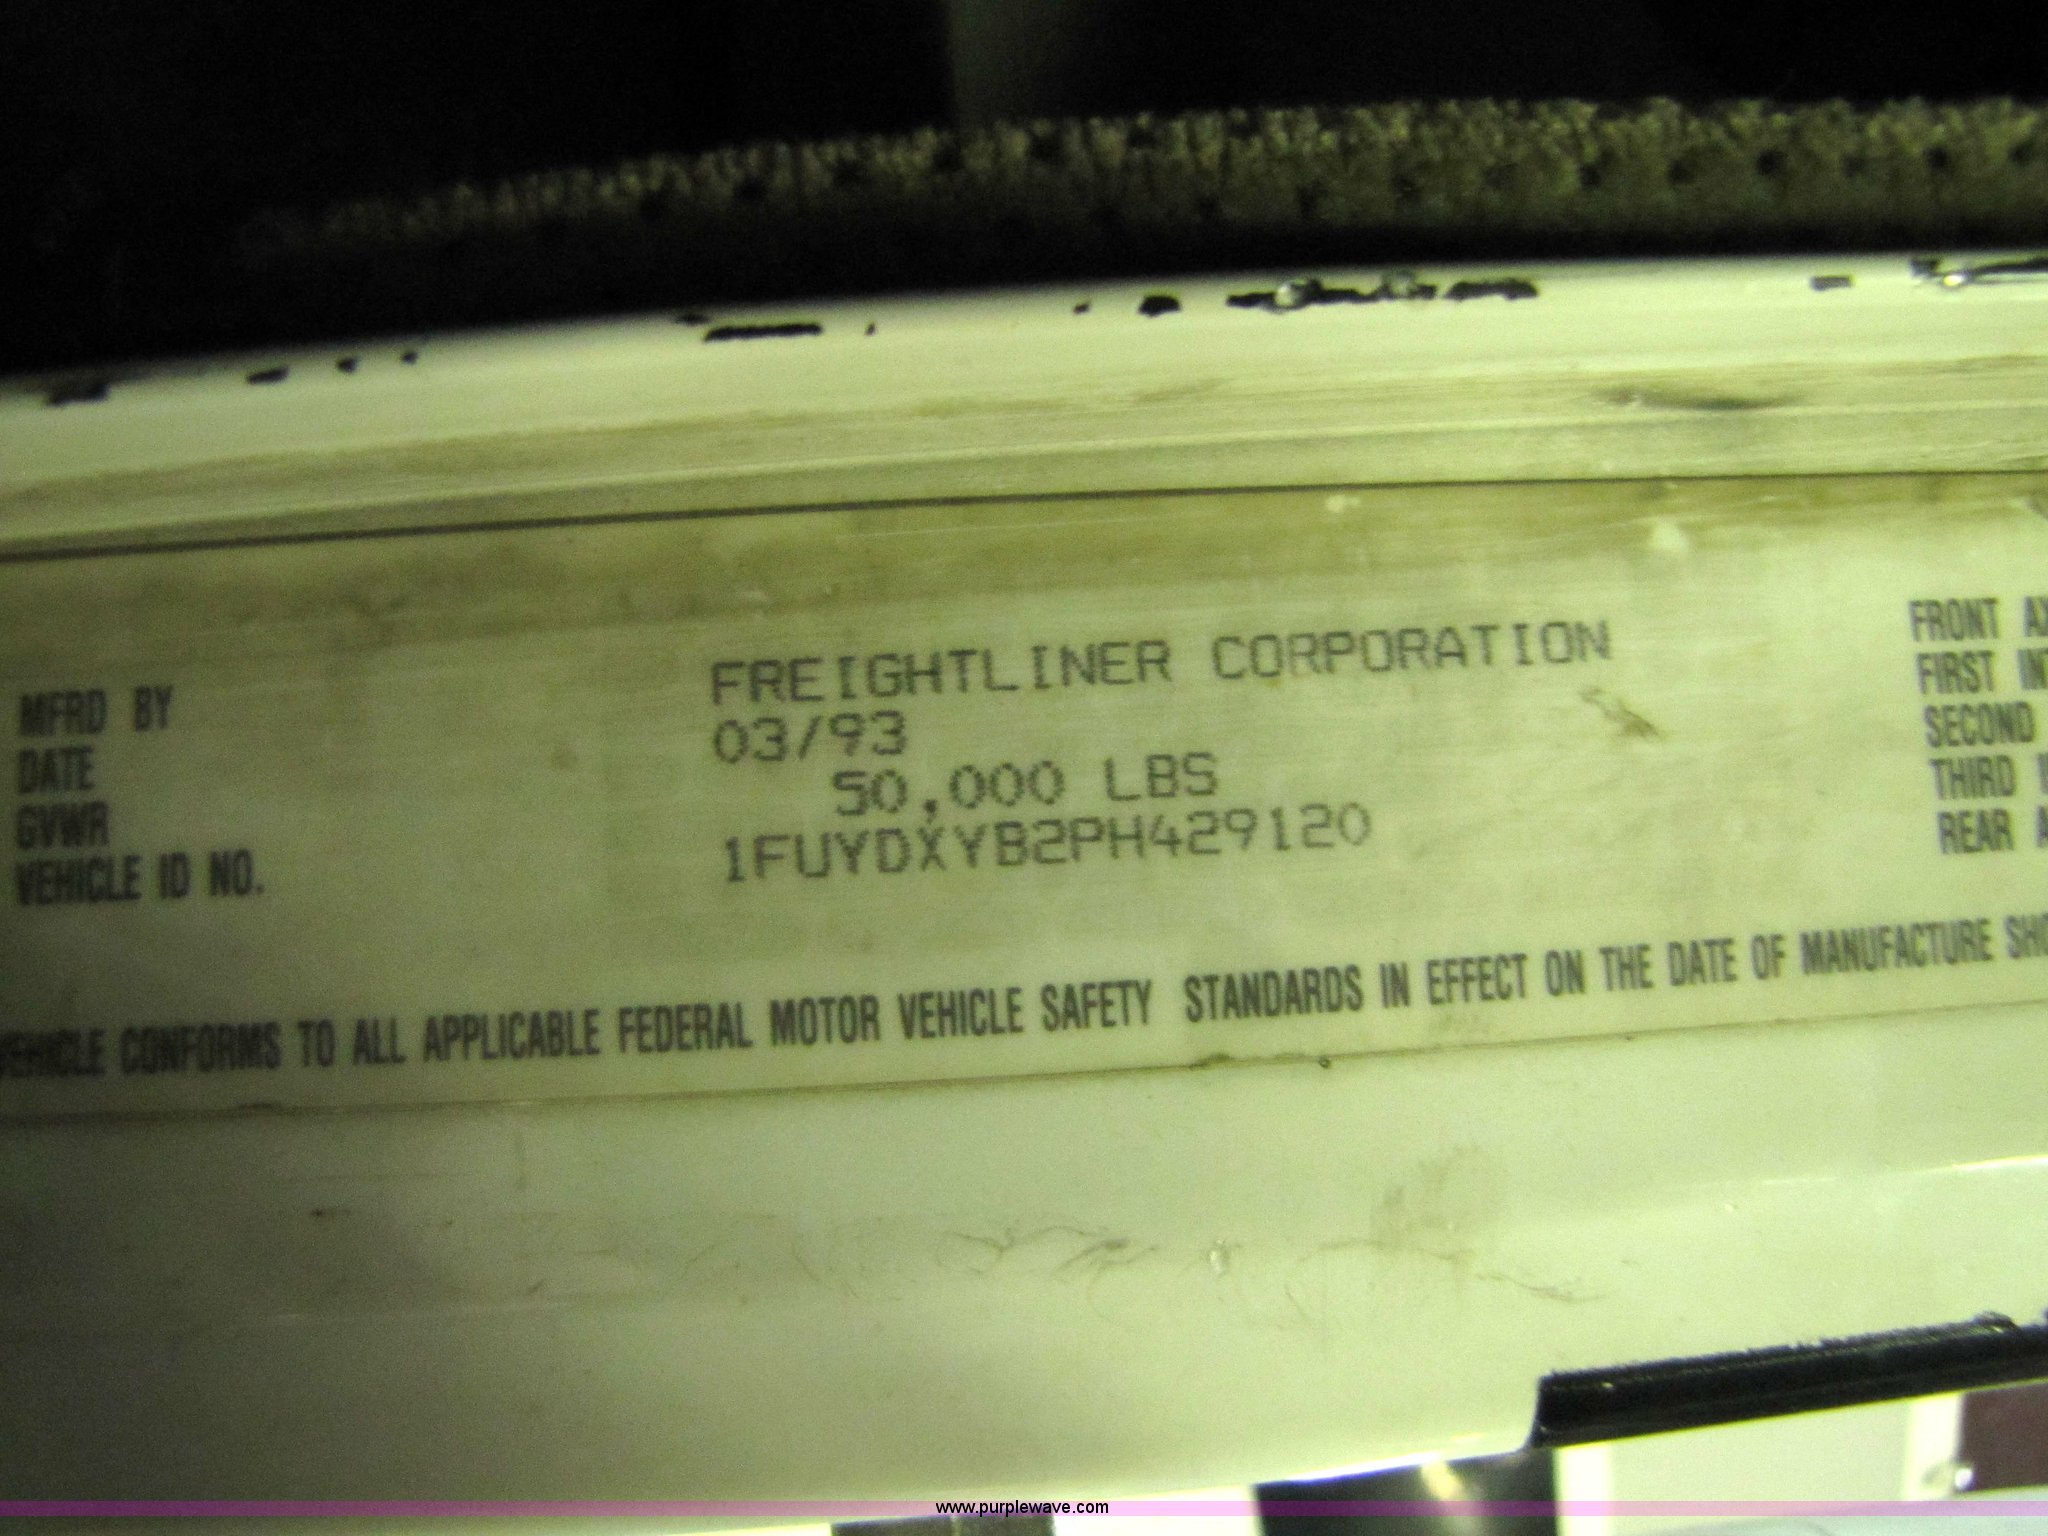 MFRD BY FREIGHTLINER CORPORATION
DATE 03/93
GVWR 50,000 LBS
VEHICLE ID NO. 1FUYDXYB2PH429120
FRONT
FIRST
SECOND
THIRD
REAR
VEHICLE CONFORMS TO ALL APPLICABLE FEDERAL MOTOR VEHICLE SAFETY STANDARDS IN EFFECT ON THE DATE OF MANUFACTURE
www.purplewave.com